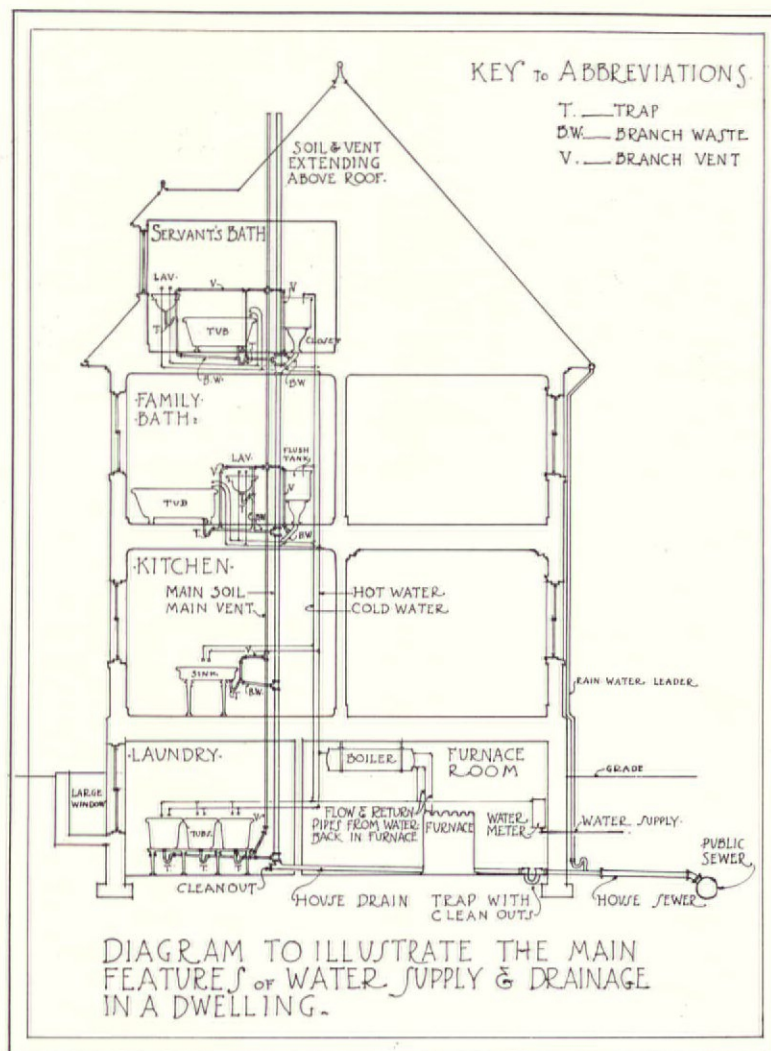 KEY TO ABBREVIATIONS.
T. __ TRAP
B.W. __ BRANCH WASTE
V. __ BRANCH VENT
SOIL & VENT
EXTENDING
ABOVE ROOF.
SERVANT'S BATH
LAV.
V.
V
T.
TUB
T.
CLOSET
B.W.
B.W
·FAMILY·
BATH:
LAV.
FLUSH
TANK
V
V
TUB
B.W.
T.
B.W.
·KITCHEN·
MAIN SOIL
MAIN VENT
HOT WATER
COLD WATER
V.
SINK.
T.
B.W.
RAIN WATER LEADER
·LAUNDRY·
BOILER
FURNACE
ROOM
GRADE
LARGE
WINDOW
V
TUBS.
T.
T.
T.
FLOW & RETURN
PIPES FROM WATER
BACK IN FURNACE
FURNACE
WATER
METER
WATER SUPPLY.
PUBLIC
SEWER
CLEANOUT
HOUSE DRAIN
TRAP WITH
CLEAN OUTS
HOUSE SEWER
DIAGRAM TO ILLUSTRATE THE MAIN
FEATURES OF WATER SUPPLY & DRAINAGE
IN A DWELLING.